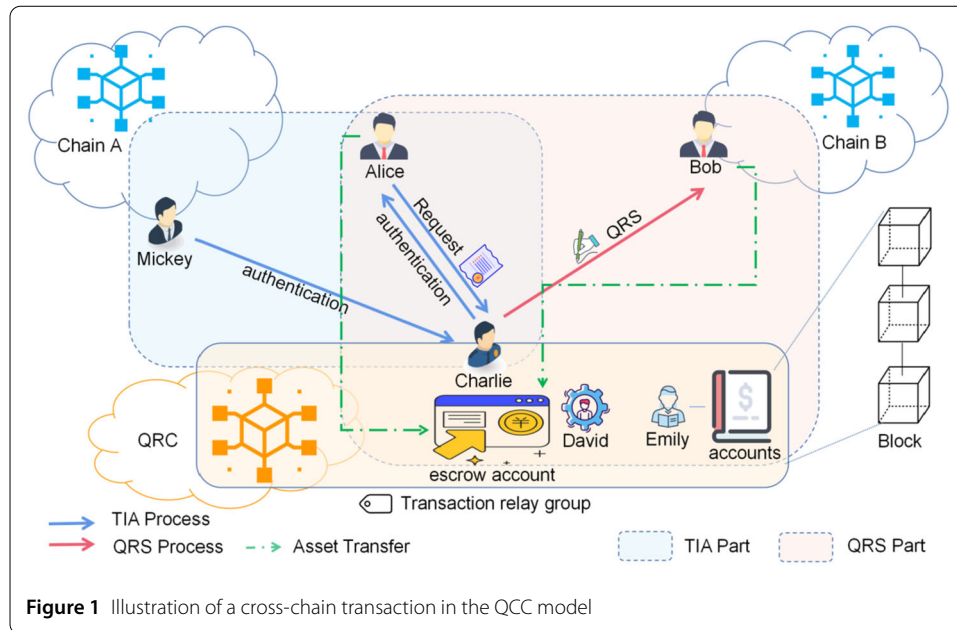 Chain A
Alice
Bob
Chain B
Request
authentication
QRS
Mickey
authentication
Charlie
QRC
¥
David
Emily
$
escrow account
accounts
Block
Transaction relay group
TIA Process
QRS Process
Asset Transfer
TIA Part
QRS Part
Figure 1 Illustration of a cross-chain transaction in the QCC model